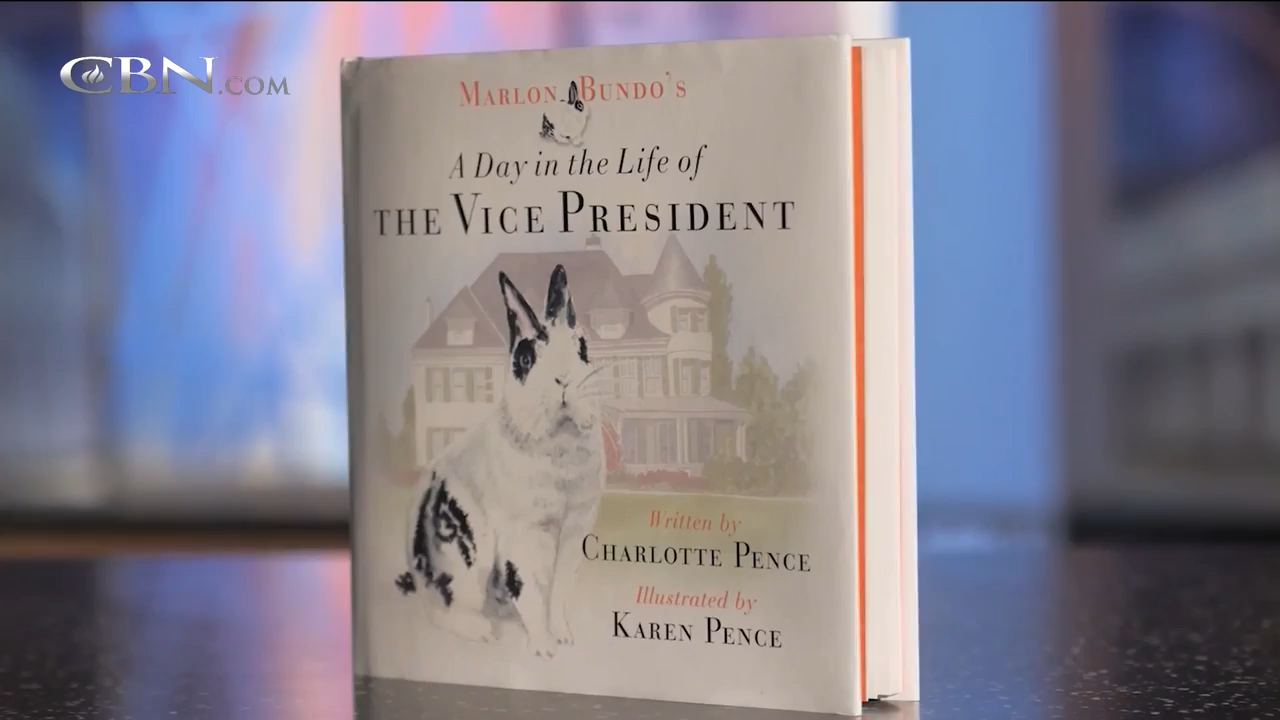 CBN.COM
MARLON BUNDO'S
A Day in the Life of
THE VICE PRESIDENT
Written by
CHARLOTTE PENCE
Illustrated by
KAREN PENCE